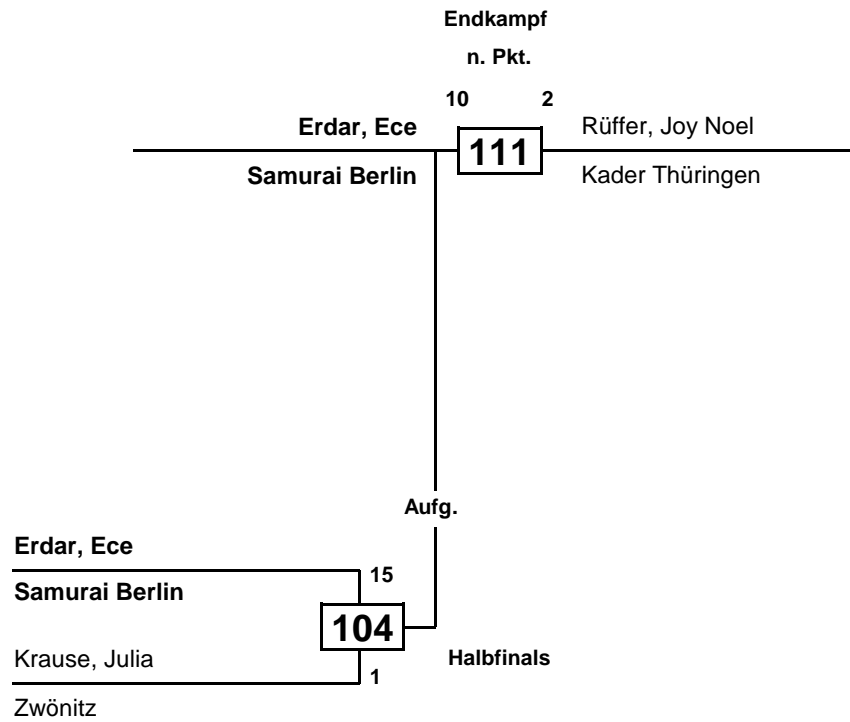 Endkampf
n. Pkt.
10 2
Erdar, Ece
Samurai Berlin
111
Rüffer, Joy Noel
Kader Thüringen
Aufg.
Erdar, Ece
Samurai Berlin
15
104
Krause, Julia
Zwönitz
1
Halbfinals